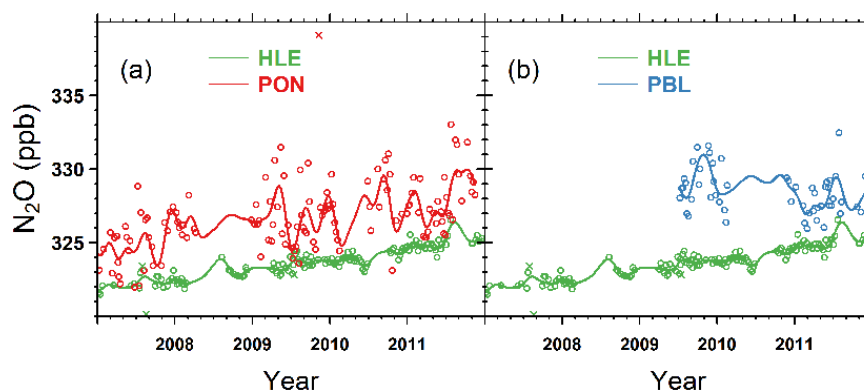 (a) HLE PON
(b) HLE PBL
N₂O (ppb)
335
330
325
2008 2009 2010 2011 2008 2009 2010 2011
Year Year